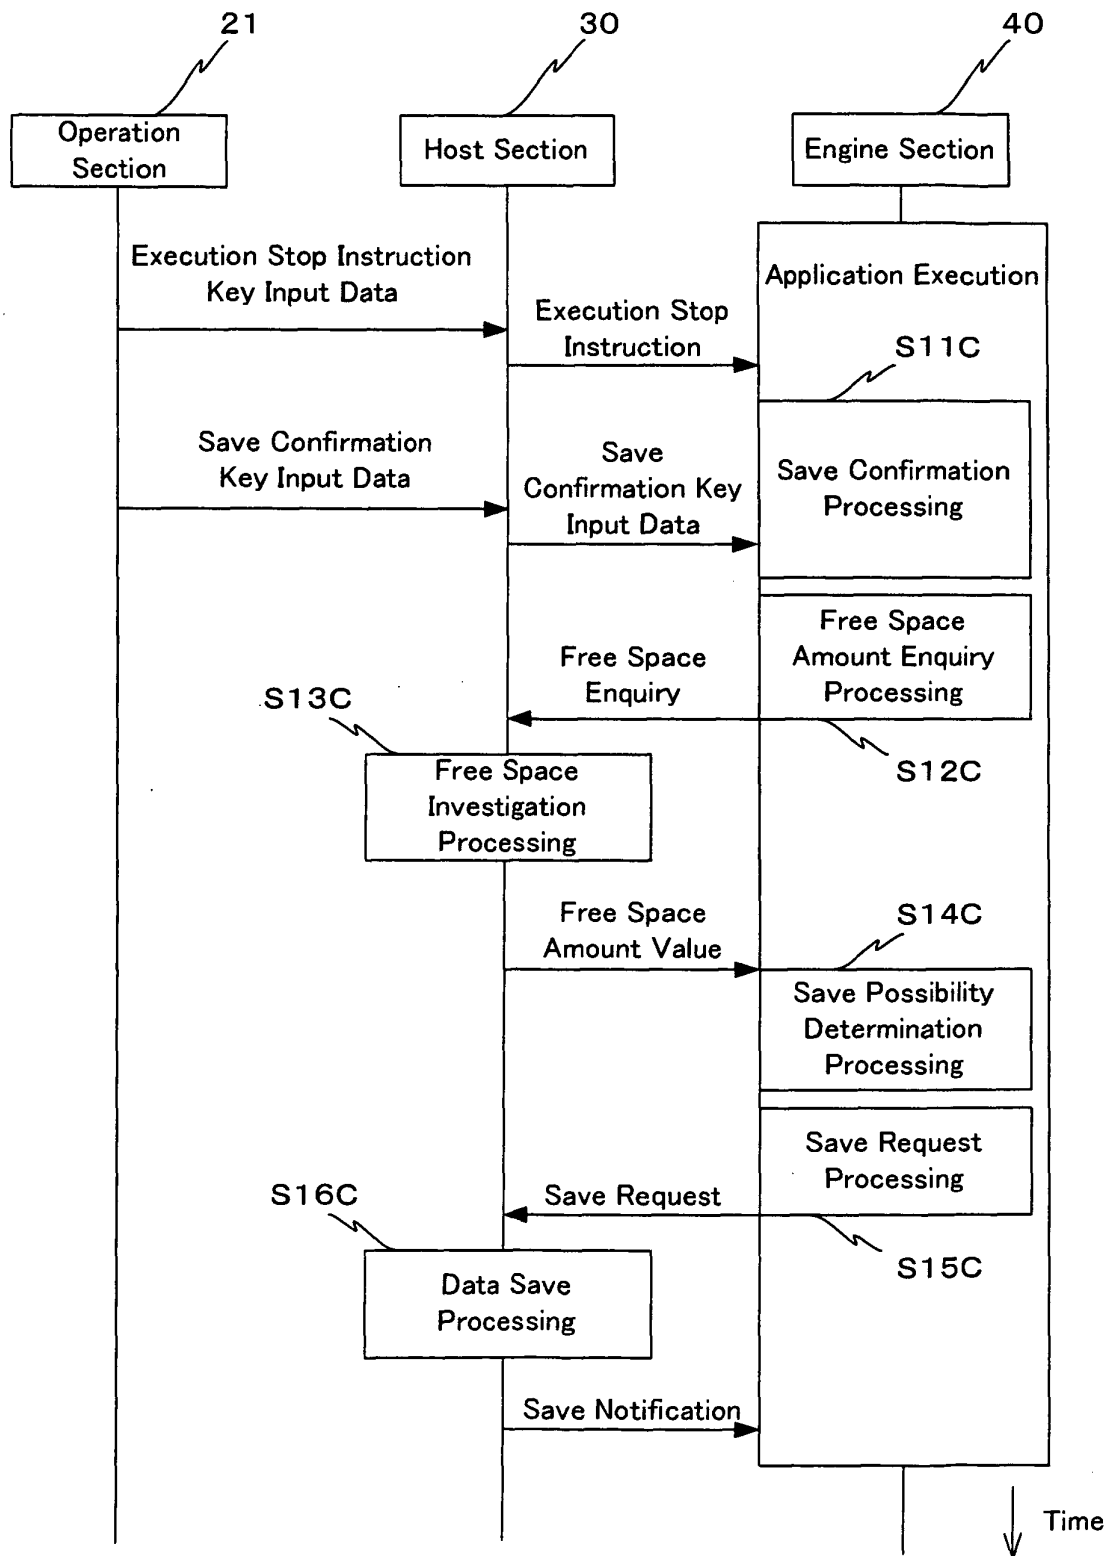 21
30
40
Operation
Section
Host Section
Engine Section
Execution Stop Instruction
Key Input Data
Application Execution
Execution Stop
Instruction
S11C
Save Confirmation
Key Input Data
Save
Confirmation Key
Input Data
Save Confirmation
Processing
Free Space
Enquiry
Free Space
Amount Enquiry
Processing
S13C
S12C
Free Space
Investigation
Processing
Free Space
Amount Value
S14C
Save Possibility
Determination
Processing
Save Request
Processing
S16C
Save Request
S15C
Data Save
Processing
Save Notification
Time